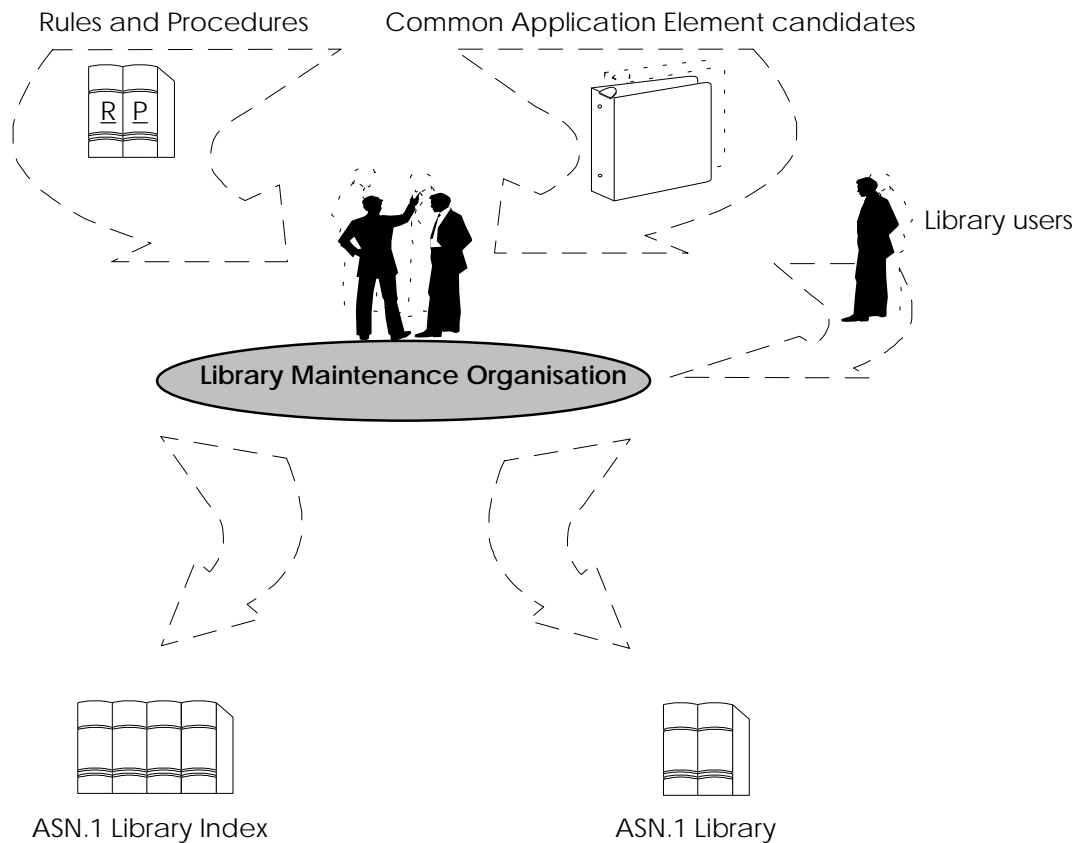 Rules and Procedures
Common Application Element candidates
R P
Library users
Library Maintenance Organisation
ASN.1 Library Index
ASN.1 Library